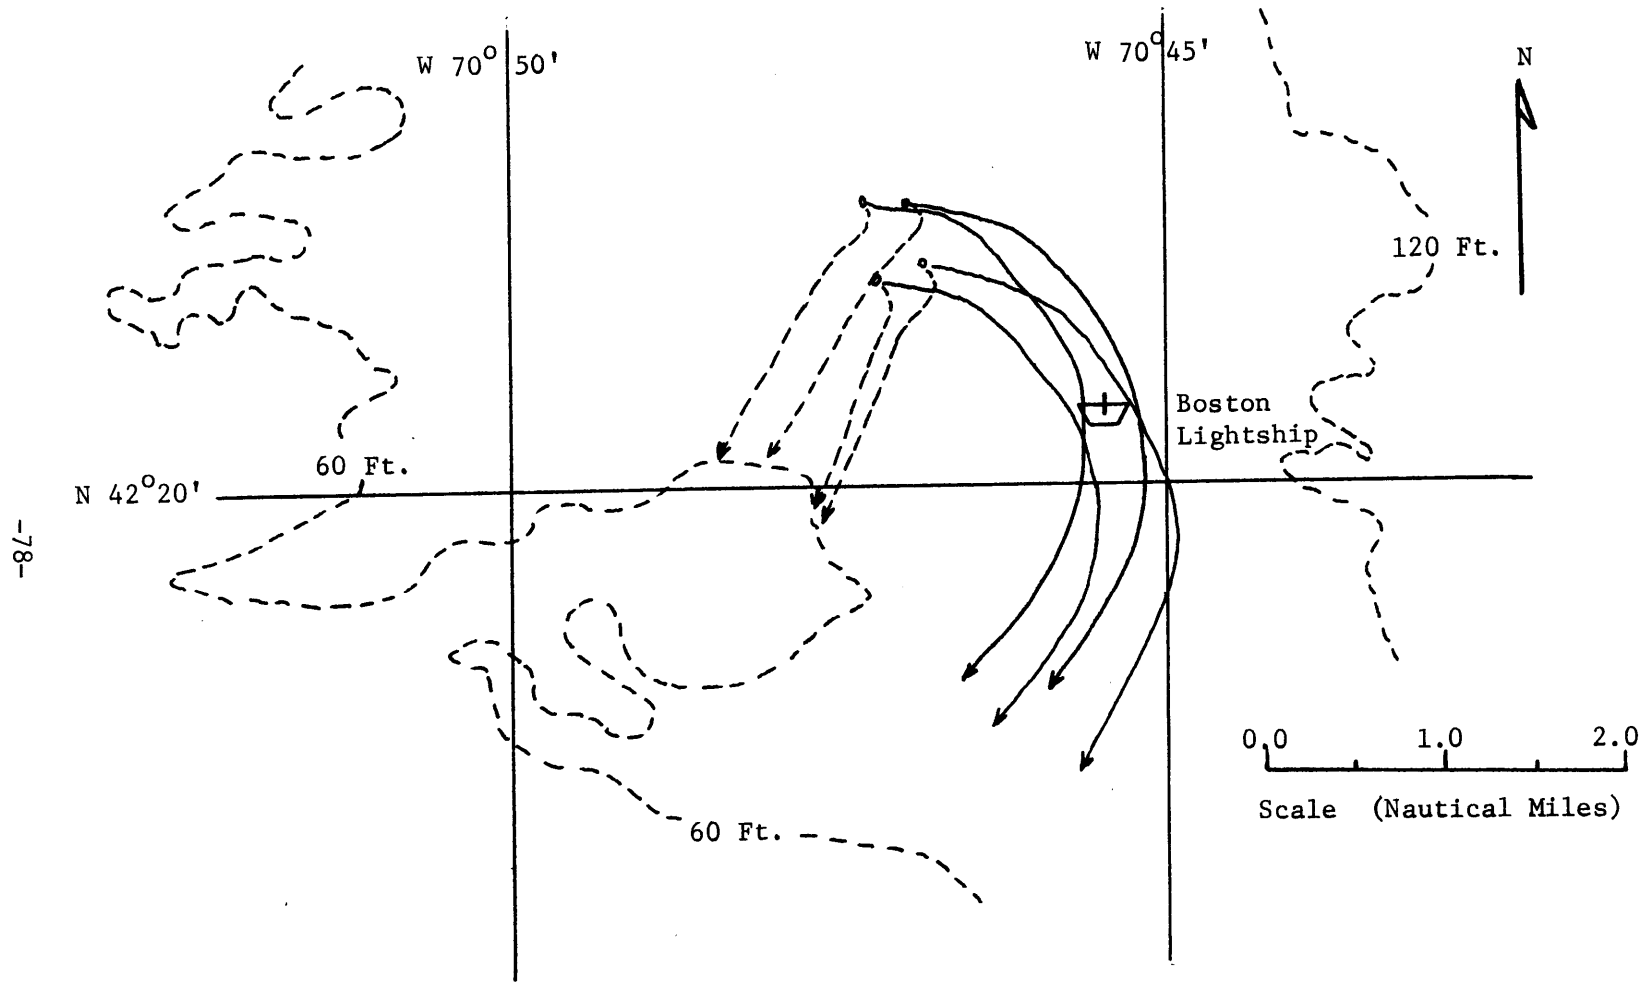 W 70° 50'
W 70° 45'
N
120 Ft.
Boston
Lightship
60 Ft.
N 42°20'
-78-
0.0 1.0 2.0
Scale (Nautical Miles)
60 Ft.